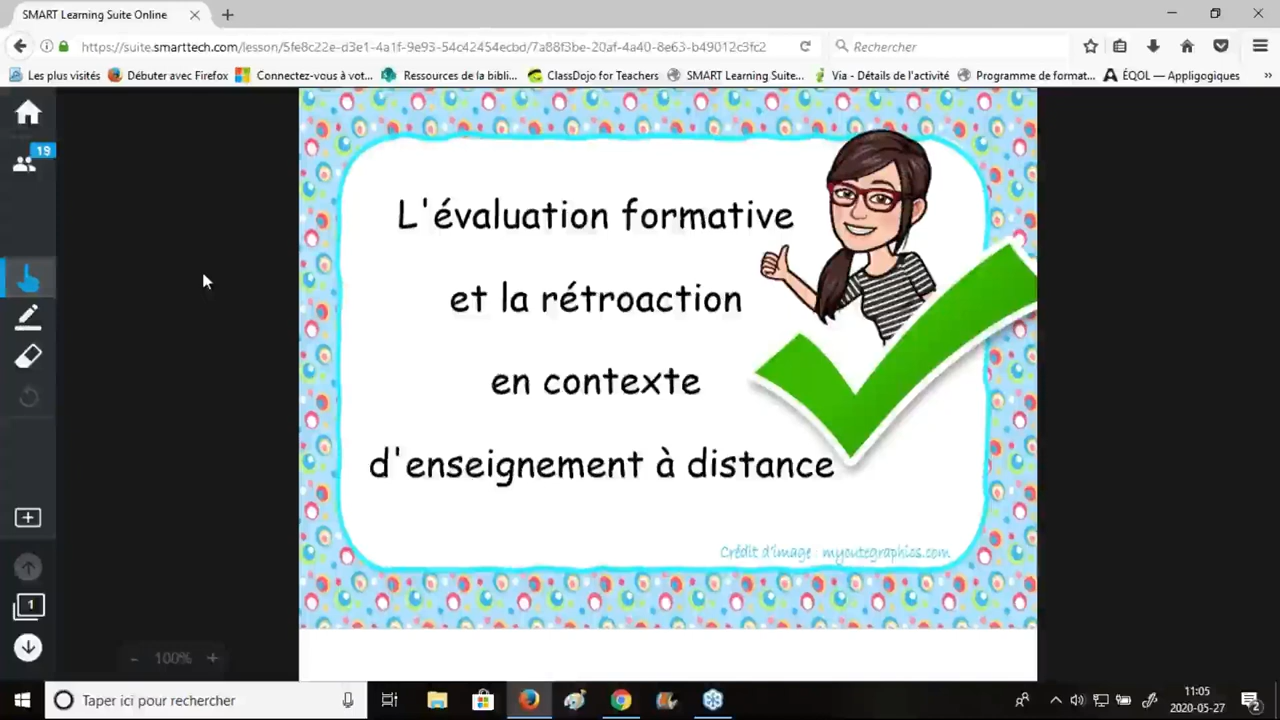 SMART Learning Suite Online
https://suite.smarttech.com/lesson/5fe8c22e-d3e1-4a1f-9e93-54c42454ecbd/7a88f3be-20af-4a40-8e63-b49012c3fc2
Rechercher
Les plus visités
Débuter avec Firefox
Connectez-vous à vot...
Ressources de la bibli...
ClassDojo for Teachers
SMART Learning Suite...
Via - Détails de l'activité
Programme de format...
ÉQOL — Appligogiques
19
L'évaluation formative
et la rétroaction
en contexte
d'enseignement à distance
Crédit d'image : mycutegraphics.com
1
- 100% +
Taper ici pour rechercher
11:05
2020-05-27
2